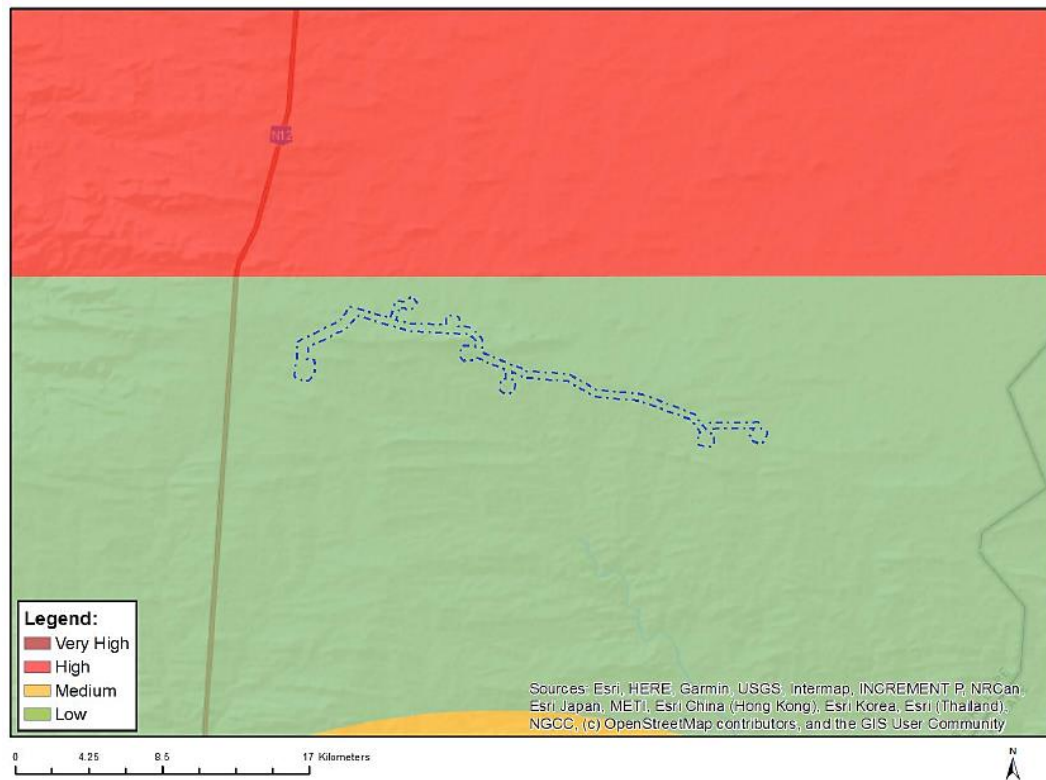 N12
Legend:
Very High
High
Medium
Low
Sources: Esri, HERE, Garmin, USGS, Intermap, INCREMENT P, NRCan,
Esri Japan, METI, Esri China (Hong Kong), Esri Korea, Esri (Thailand),
NGCC, (c) OpenStreetMap contributors, and the GIS User Community
0 4.25 8.5 17 Kilometers
N